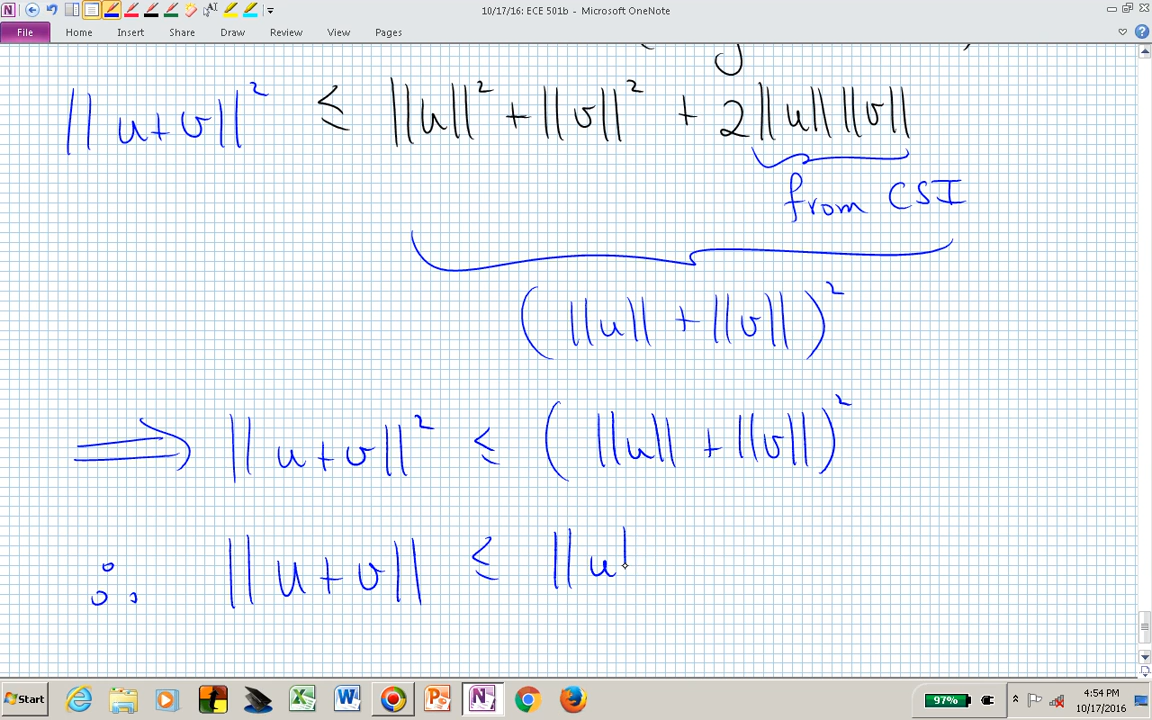 10/17/16: ECE 501b - Microsoft OneNote
File Home Insert Share Draw Review View Pages
||u+v||² ≤ ||u||² + ||v||² + 2||u|| ||v||
from CSI
(||u|| + ||v||)²
⟹ ||u+v||² ≤ (||u|| + ||v||)²
∴ ||u+v|| ≤ ||u|
Start
97%
4:54 PM
10/17/2016